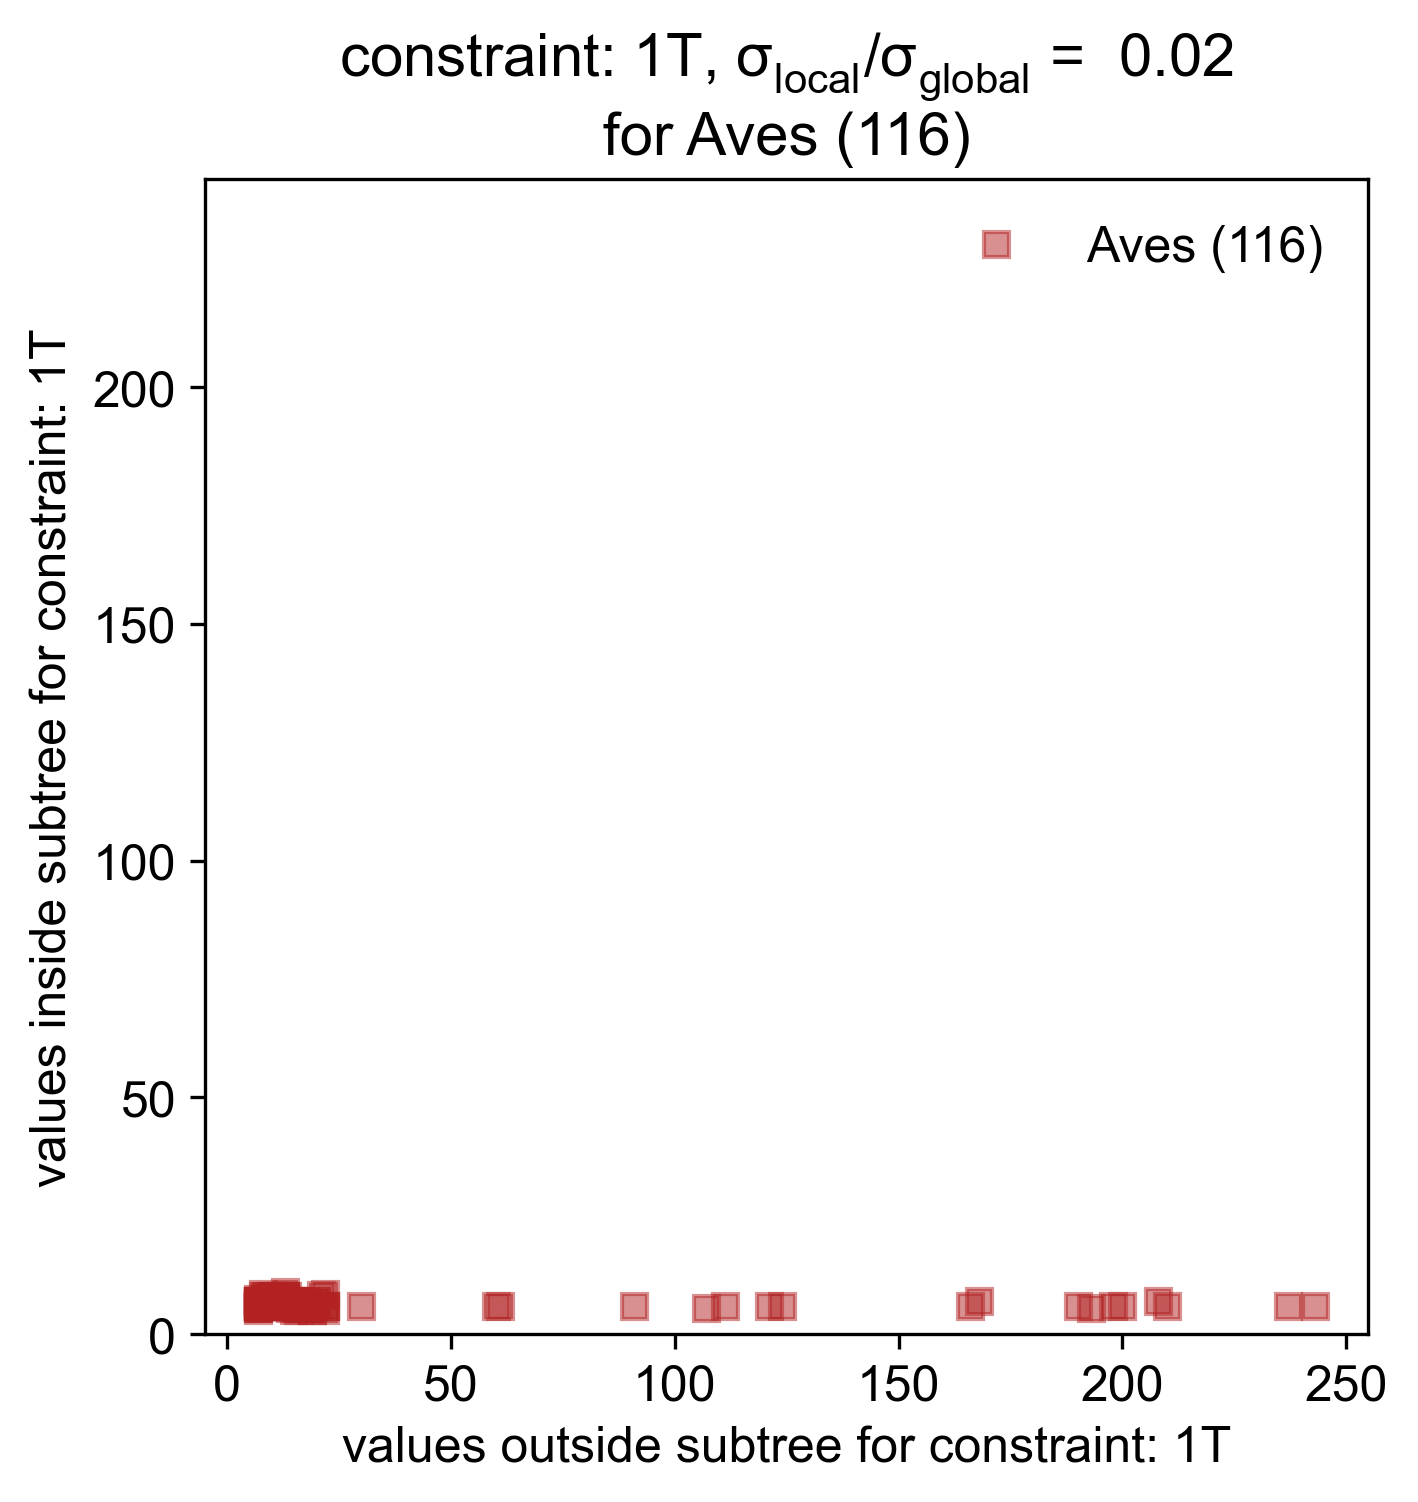 constraint: 1T, σlocal/σglobal = 0.02
for Aves (116)
Aves (116)
values inside subtree for constraint: 1T
200
150
100
50
0
0 50 100 150 200 250
values outside subtree for constraint: 1T